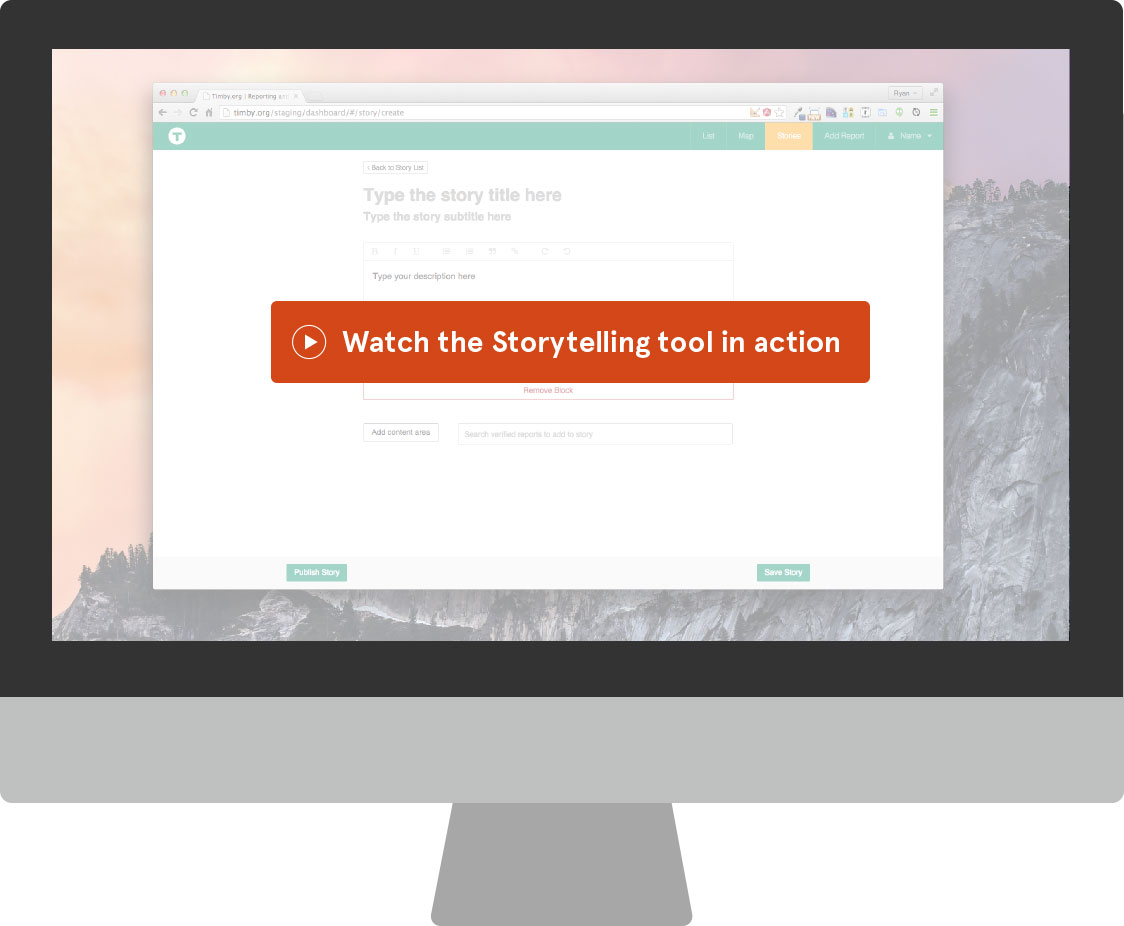 Timby.org | Reporting an
Ryan
timby.org/staging/dashboard/#/story/create
T
List
Map
Stories
Add Report
Name
‹ Back to Story List
Type the story title here
Type the story subtitle here
B I
Type your description here
Watch the Storytelling tool in action
Remove Block
Add content area
Search verified reports to add to story
Publish Story
Save Story